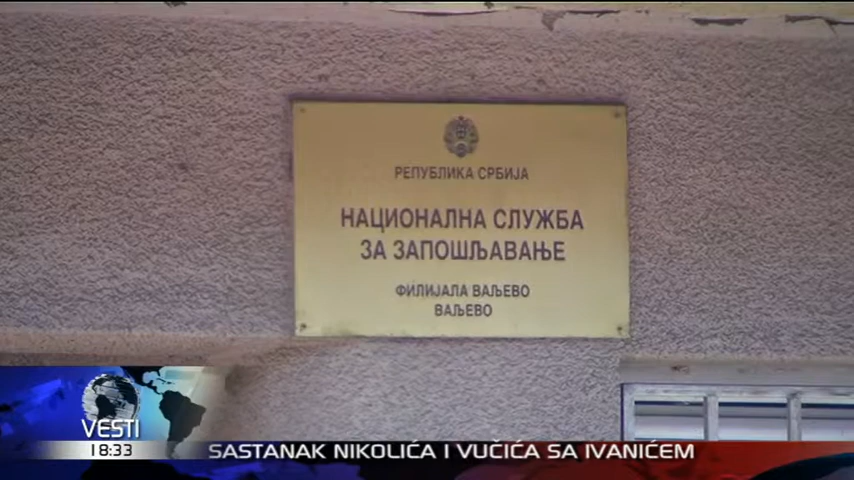 РЕПУБЛИКА СРБИЈА
НАЦИОНАЛНА СЛУЖБА
ЗА ЗАПОШЉАВАЊЕ
ФИЛИЈАЛА ВАЉЕВО
ВАЉЕВО
VESTI
18:33
SASTANAK NIKOLIĆA I VUČIĆA SA IVANIĆEM